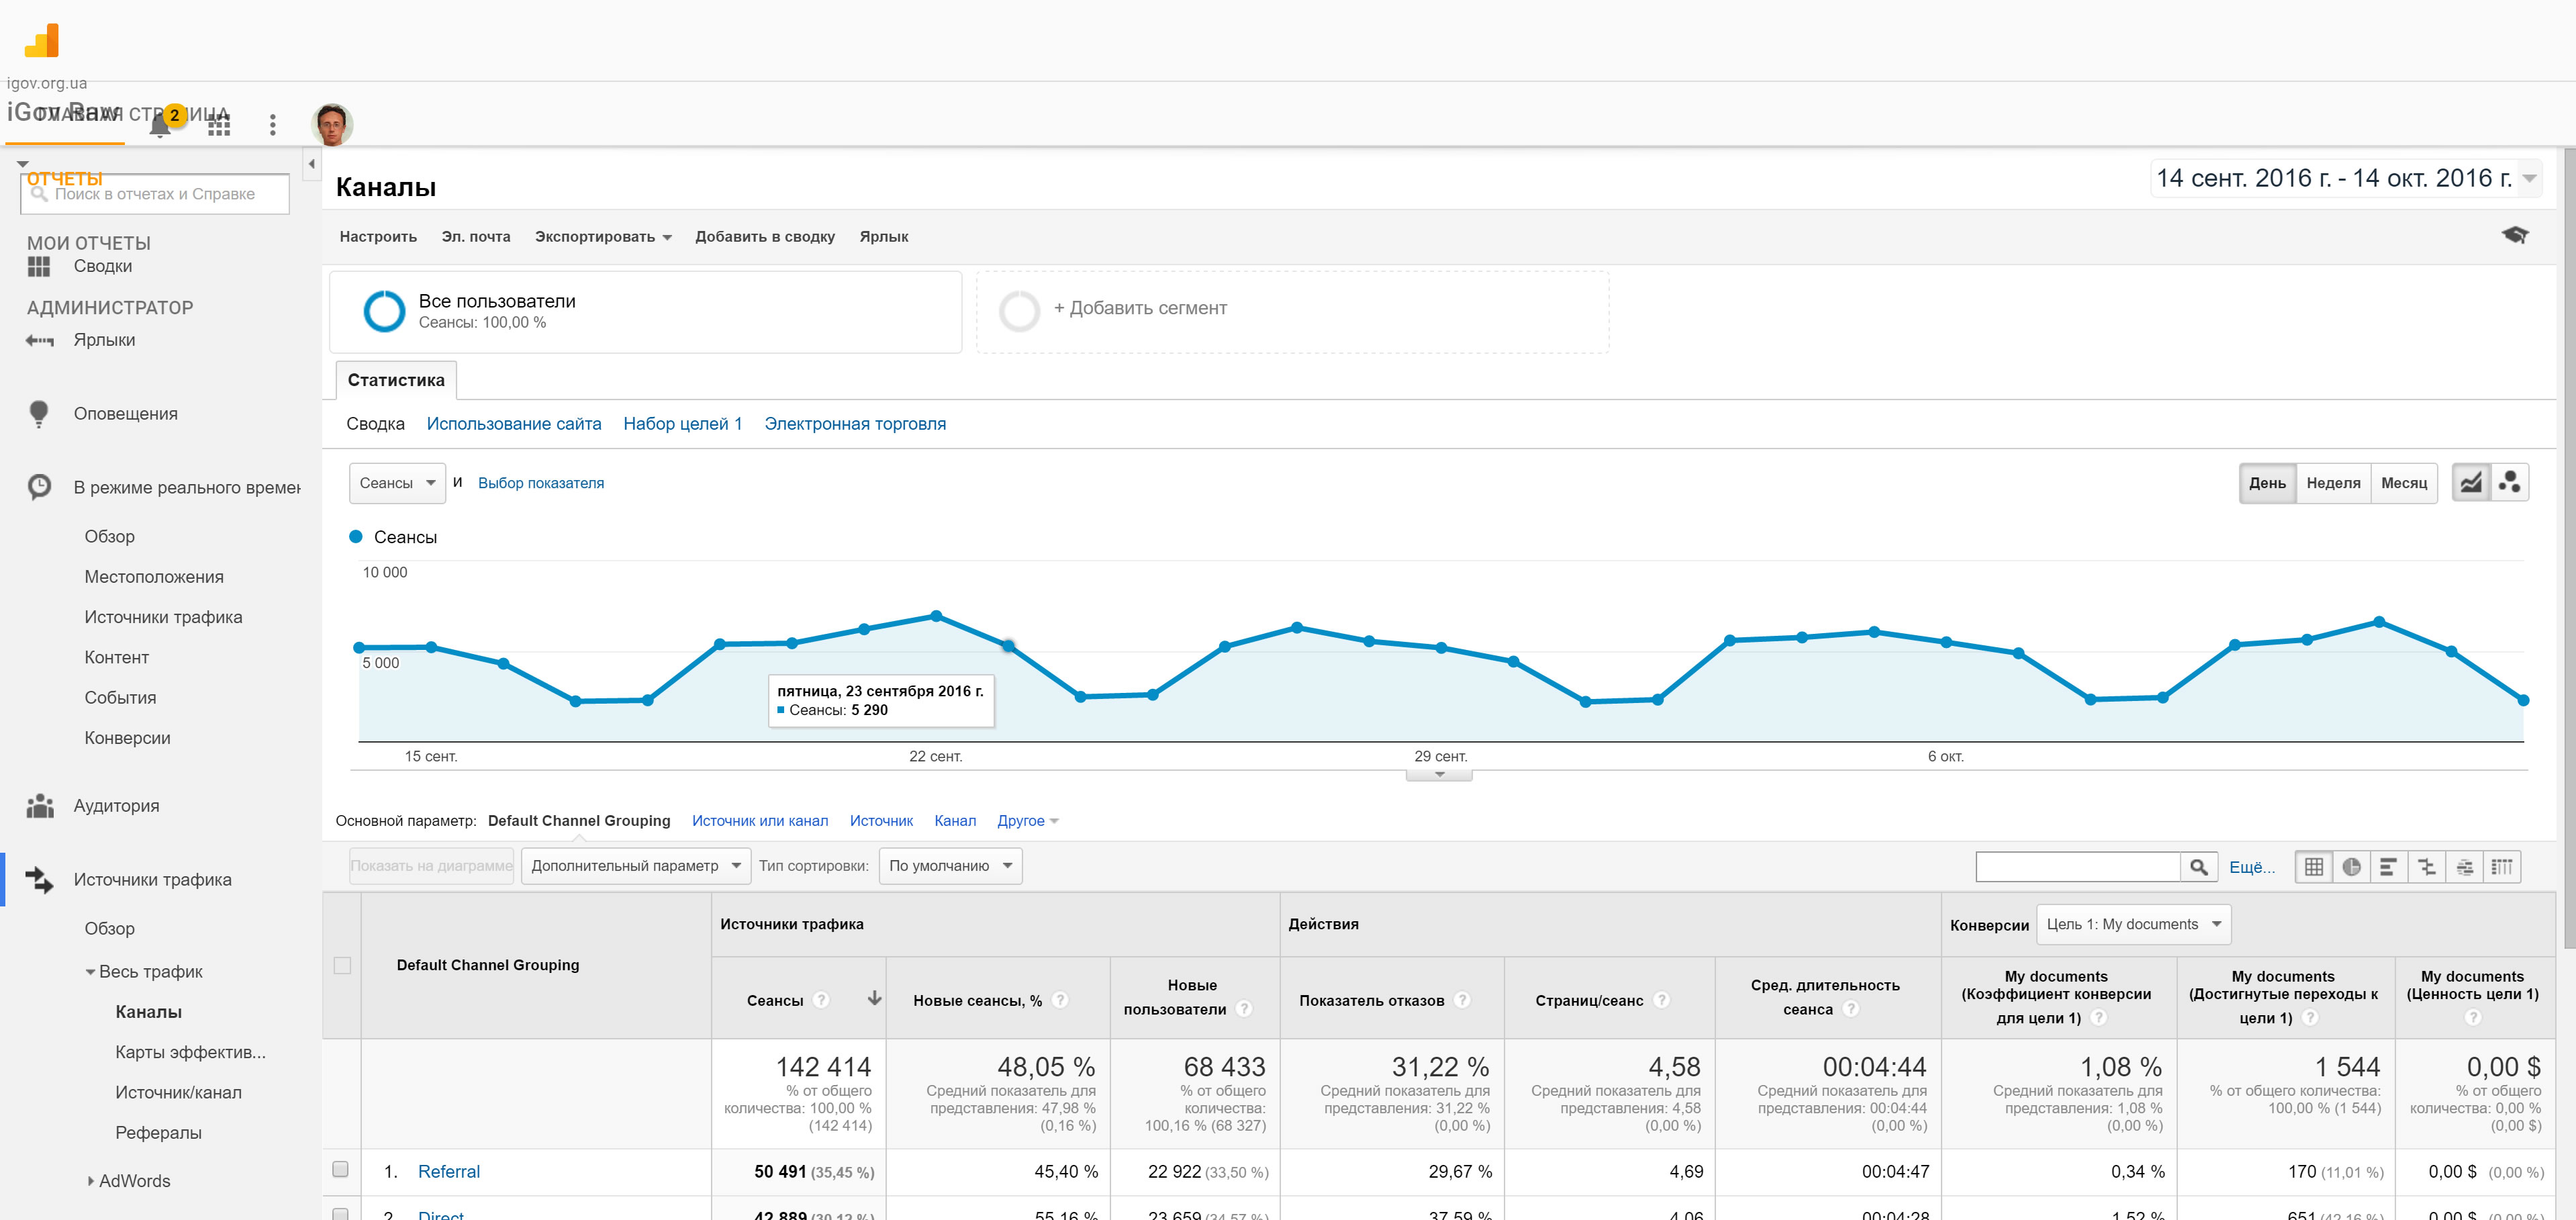 igov.org.ua
iGov Raw
ГЛАВНАЯ СТРАНИЦА
2
ОТЧЕТЫ
Поиск в отчетах и Справке
МОИ ОТЧЕТЫ
Сводки
АДМИНИСТРАТОР
Ярлыки
Оповещения
В режиме реального времен
Обзор
Местоположения
Источники трафика
Контент
События
Конверсии
Аудитория
Источники трафика
Обзор
Весь трафик
Каналы
Карты эффектив...
Источник/канал
Рефералы
AdWords
Каналы
14 сент. 2016 г. - 14 окт. 2016 г.
Настроить Эл. почта Экспортировать Добавить в сводку Ярлык
Все пользователи
Сеансы: 100,00 %
+ Добавить сегмент
Статистика
Сводка Использование сайта Набор целей 1 Электронная торговля
Сеансы и Выбор показателя
День Неделя Месяц
Сеансы
10 000
5 000
пятница, 23 сентября 2016 г.
Сеансы: 5 290
15 сент. 22 сент. 29 сент. 6 окт.
Основной параметр: Default Channel Grouping Источник или канал Источник Канал Другое
Показать на диаграмме Дополнительный параметр Тип сортировки: По умолчанию Ещё...
Default Channel Grouping
Источники трафика
Действия
Конверсии Цель 1: My documents
Сеансы ?
Новые сеансы, % ?
Новые
пользователи ?
Показатель отказов ?
Страниц/сеанс ?
Сред. длительность
сеанса ?
My documents
(Коэффициент конверсии
для цели 1) ?
My documents
(Достигнутые переходы к
цели 1) ?
My documents
(Ценность цели 1)
?
142 414
% от общего
количества: 100,00 %
(142 414)
48,05 %
Средний показатель для
представления: 47,98 %
(0,16 %)
68 433
% от общего
количества:
100,16 % (68 327)
31,22 %
Средний показатель для
представления: 31,22 %
(0,00 %)
4,58
Средний показатель для
представления: 4,58
(0,00 %)
00:04:44
Средний показатель для
представления: 00:04:44
(0,00 %)
1,08 %
Средний показатель для
представления: 1,08 %
(0,00 %)
1 544
% от общего количества:
100,00 % (1 544)
0,00 $
% от общего
количества: 0,00 %
(0,00 $)
1. Referral 50 491 (35,45 %) 45,40 % 22 922 (33,50 %) 29,67 % 4,69 00:04:47 0,34 % 170 (11,01 %) 0,00 $ (0,00 %)
2. Direct 42 889 (30,12 %) 55,16 % 23 659 (34,57 %) 37,59 % 4,06 00:04:28 1,52 % 651 (42,16 %) 0,00 $ (0,00 %)